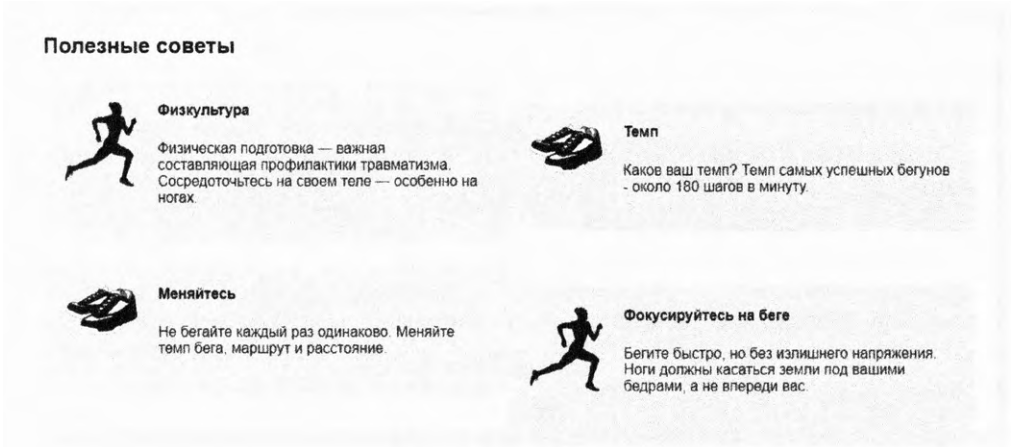 Полезные советы
Физкультура
Физическая подготовка — важная
составляющая профилактики травматизма.
Сосредоточьтесь на своем теле — особенно на
ногах.
Темп
Каков ваш темп? Темп самых успешных бегунов
- около 180 шагов в минуту.
Меняйтесь
Не бегайте каждый раз одинаково. Меняйте
темп бега, маршрут и расстояние.
Фокусируйтесь на беге
Бегите быстро, но без излишнего напряжения.
Ноги должны касаться земли под вашими
бедрами, а не впереди вас.